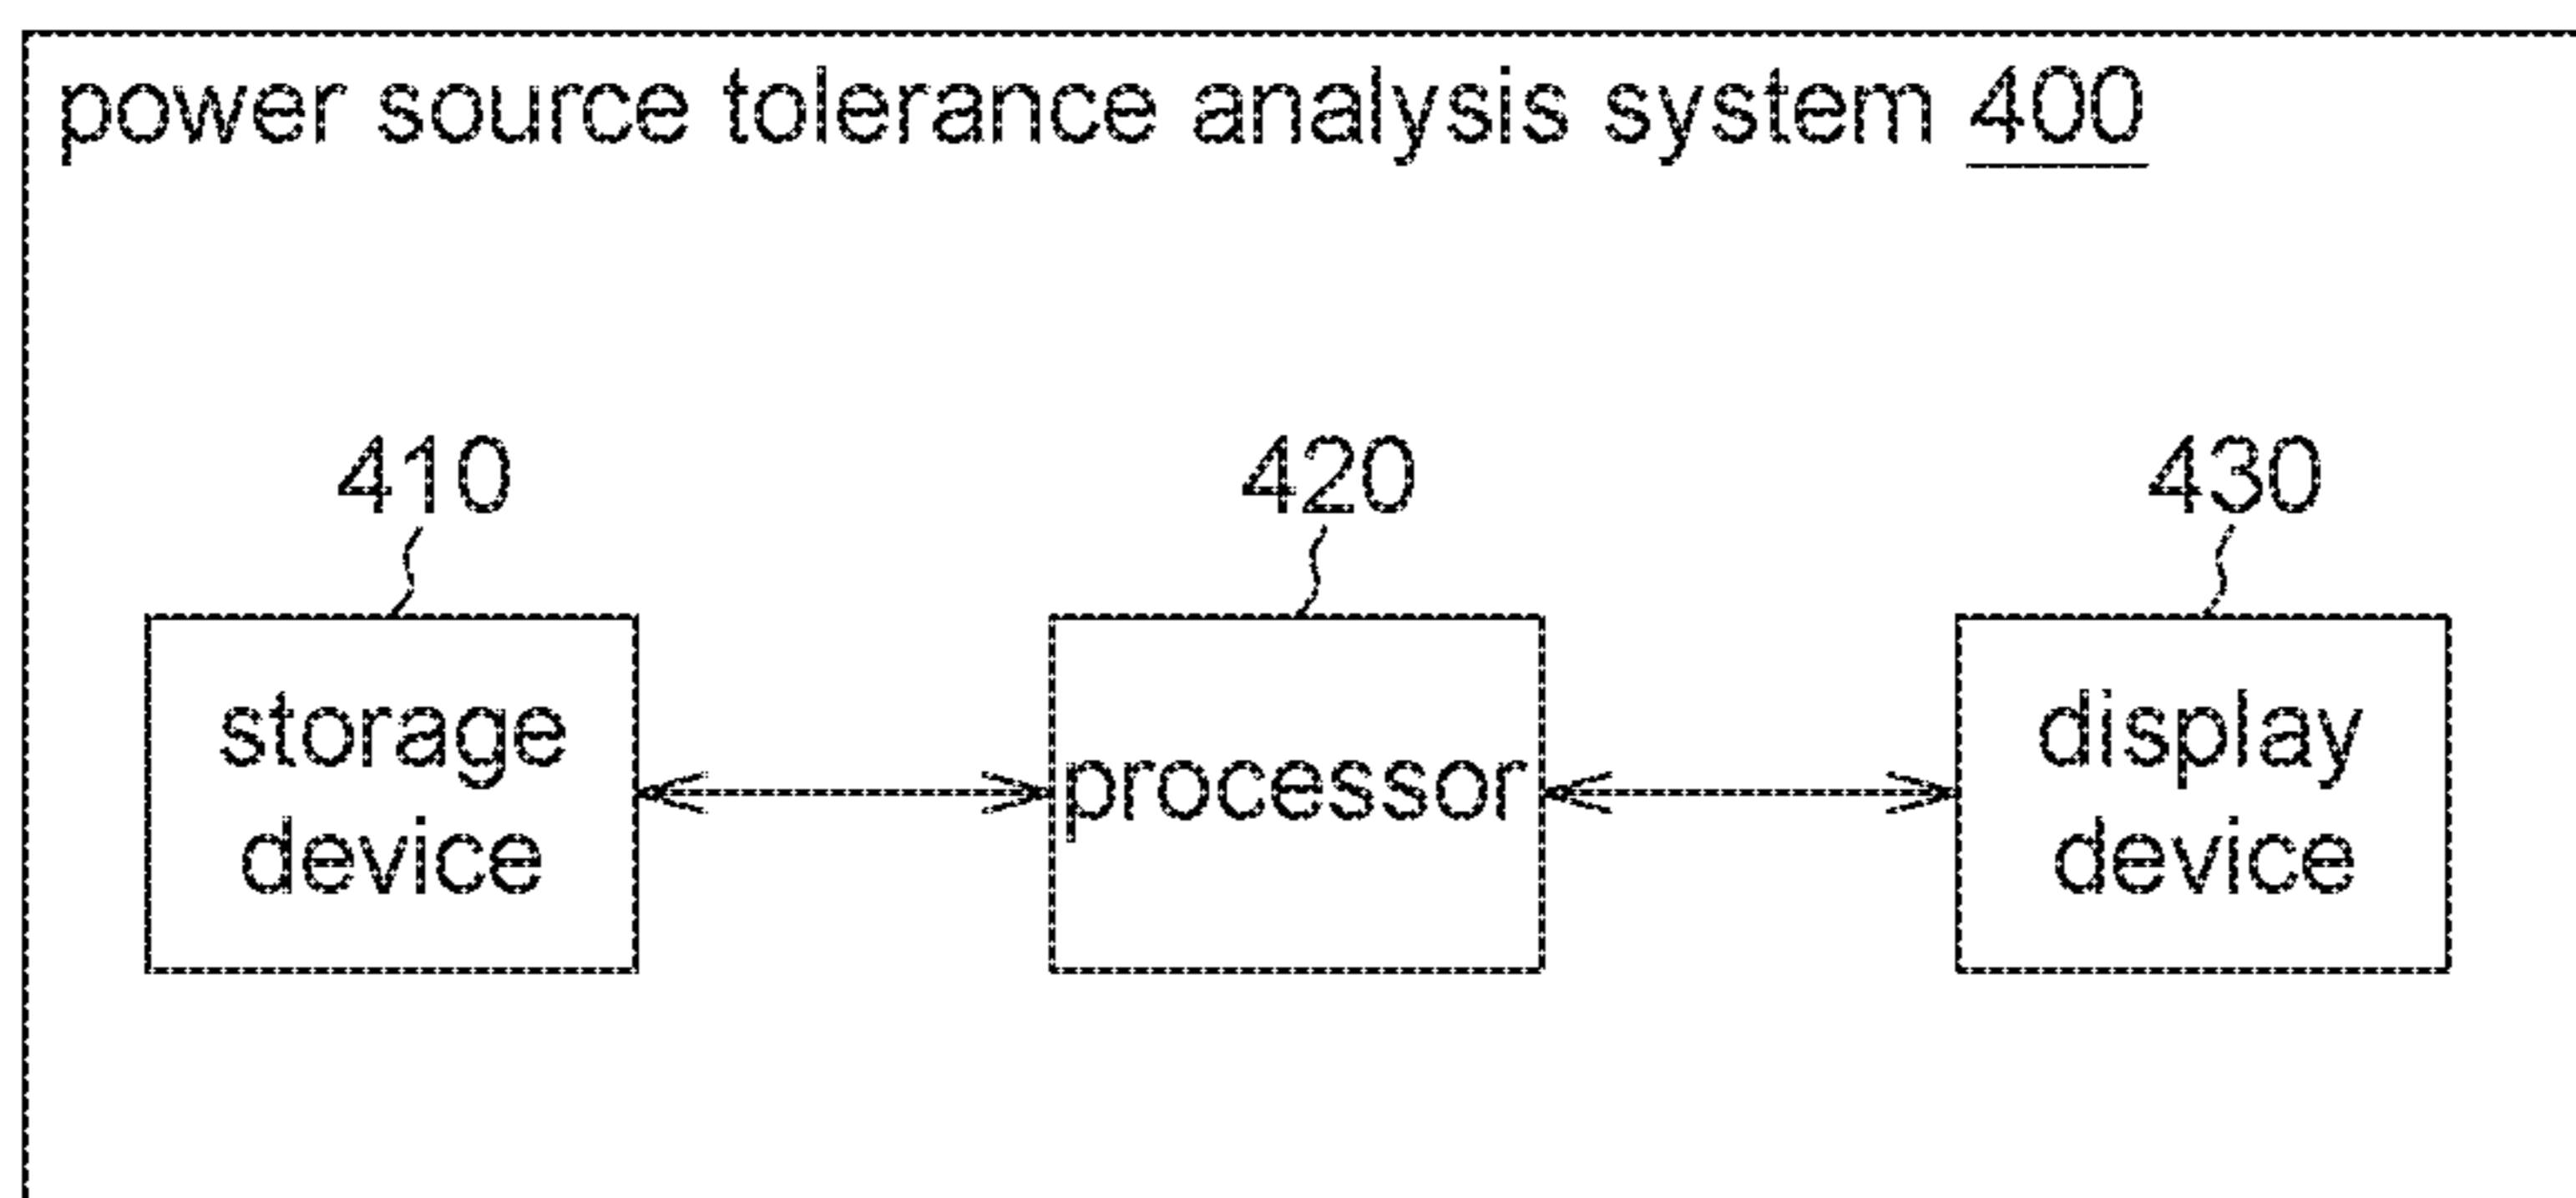 power source tolerance analysis system 400
410
420
430
storage
device
processor
display
device